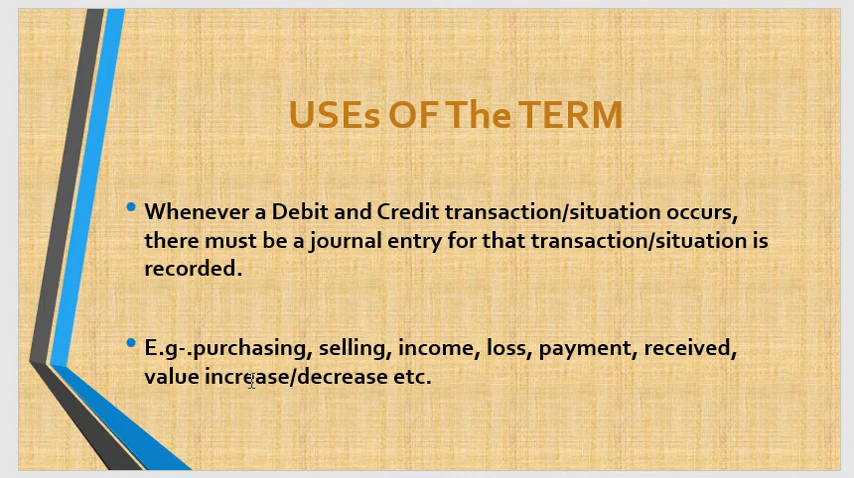 USEs OF The TERM
Whenever a Debit and Credit transaction/situation occurs,
there must be a journal entry for that transaction/situation is
recorded.
E.g-.purchasing, selling, income, loss, payment, received,
value increase/decrease etc.